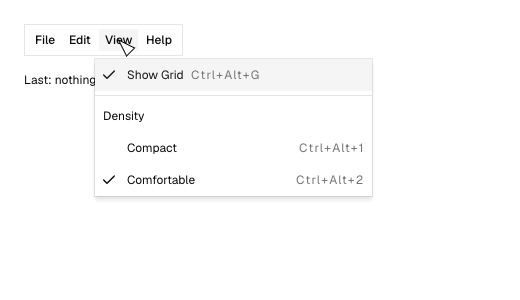 File Edit View Help
Last: nothing
Show Grid Ctrl+Alt+G
Density
Compact Ctrl+Alt+1
Comfortable Ctrl+Alt+2